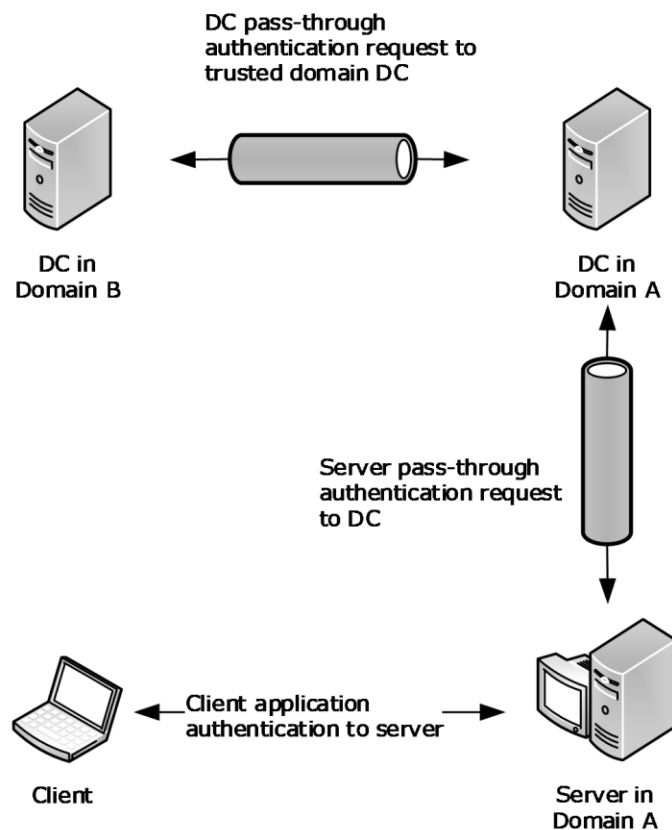 DC pass-through
authentication request to
trusted domain DC
DC in
Domain B
DC in
Domain A
Server pass-through
authentication request
to DC
Client application
authentication to server
Client
Server in
Domain A